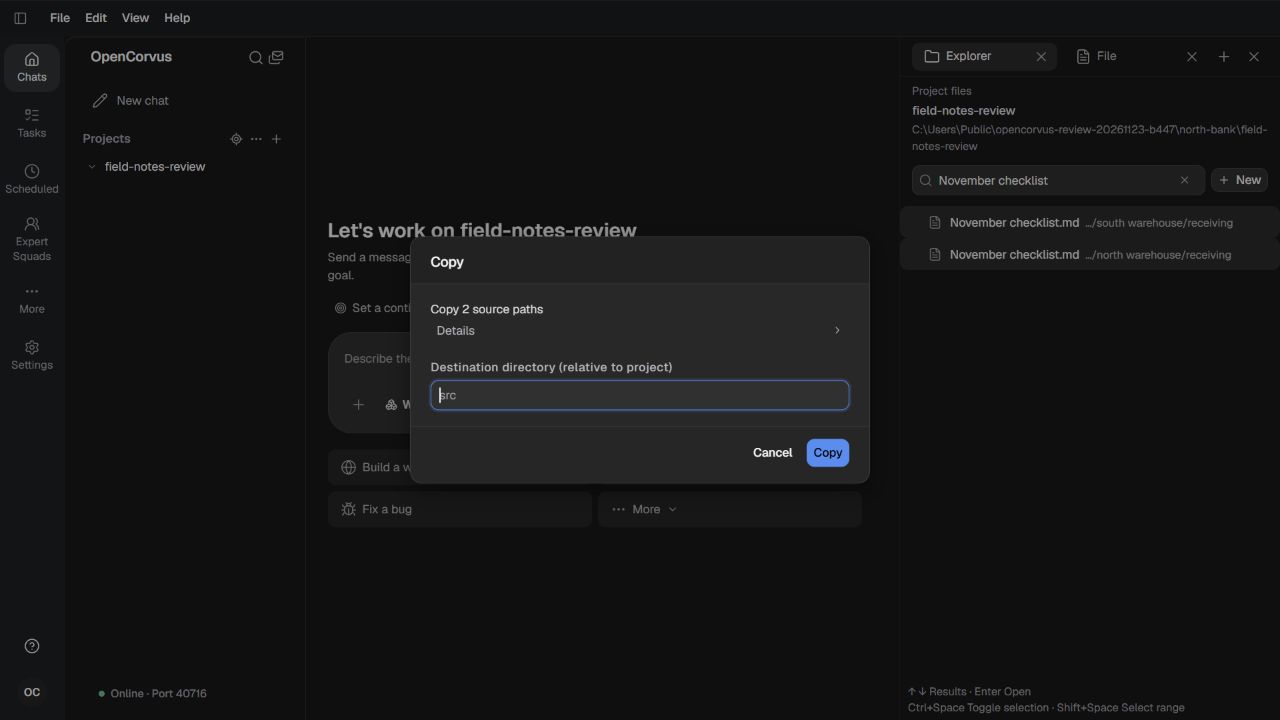 File Edit View Help
Chats
Tasks
Scheduled
Expert
Squads
More
Settings
OC
OpenCorvus
New chat
Projects
field-notes-review
Online · Port 40716
Let's work on field-notes-review
Send a messag
goal.
Set a conti
Describe the
W
Build a w
Fix a bug
More
Copy
Copy 2 source paths
Details
Destination directory (relative to project)
src
Cancel
Copy
Explorer
File
Project files
field-notes-review
C:\Users\Public\opencorvus-review-20261123-b447\north-bank\field-
notes-review
November checklist
New
November checklist.md .../south warehouse/receiving
November checklist.md .../north warehouse/receiving
↑↓ Results · Enter Open
Ctrl+Space Toggle selection · Shift+Space Select range